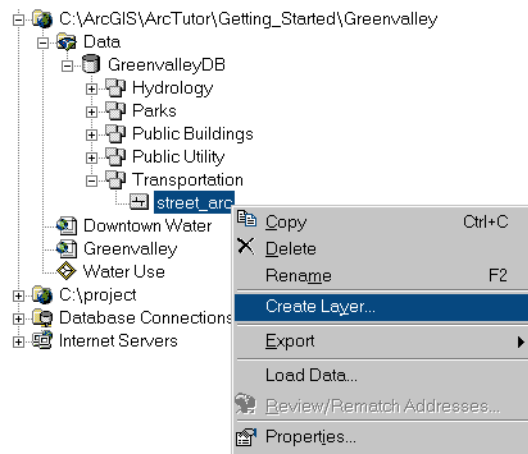 C:\ArcGIS\ArcTutor\Getting_Started\Greenvalley
Data
GreenvalleyDB
Hydrology
Parks
Public Buildings
Public Utility
Transportation
street_arc
Downtown Water
Greenvalley
Water Use
C:\project
Database Connections
Internet Servers
Copy Ctrl+C
Delete
Rename F2
Create Layer...
Export
Load Data...
Review/Rematch Addresses...
Properties...